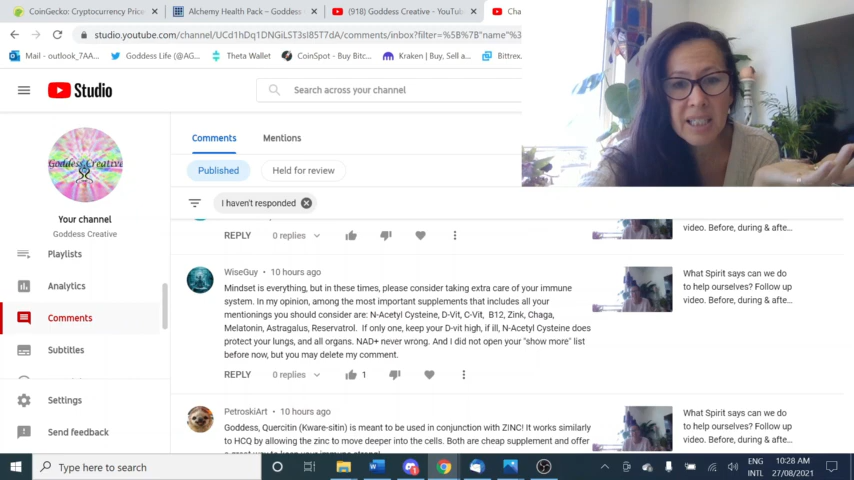 CoinGecko: Cryptocurrency Price
Alchemy Health Pack – Goddess
(918) Goddess Creative - YouTub
Cha
studio.youtube.com/channel/UCd1hDq1DNGiLST3sI85T7dA/comments/inbox?filter=%5B%7B"name"%3
Mail - outlook_7AA...
Goddess Life (@AG...
Theta Wallet
CoinSpot - Buy Bitc...
Kraken | Buy, Sell a...
Bittrex
Studio
Search across your channel
Goddess Creative
Your channel
Goddess Creative
Playlists
Analytics
Comments
Subtitles
Settings
Send feedback
Comments
Mentions
Published
Held for review
I haven't responded
REPLY
0 replies
video. Before, during & afte...
WiseGuy • 10 hours ago
Mindset is everything, but in these times, please consider taking extra care of your immune
system. In my opinion, among the most important supplements that includes all your
mentionings you should consider are: N-Acetyl Cysteine, D-Vit, C-Vit, B12, Zink, Chaga,
Melatonin, Astragalus, Reservatrol. If only one, keep your D-vit high, if ill, N-Acetyl Cysteine does
protect your lungs, and all organs. NAD+ never wrong. And I did not open your "show more" list
before now, but you may delete my comment.
REPLY
0 replies
1
What Spirit says can we do
to help ourselves? Follow up
video. Before, during & afte...
PetroskiArt • 10 hours ago
Goddess, Quercitin (Kware-sitin) is meant to be used in conjunction with ZINC! It works similarly
to HCQ by allowing the zinc to move deeper into the cells. Both are cheap supplement and offer
What Spirit says can we do
to help ourselves? Follow up
video. Before, during & afte...
Type here to search
ENG
INTL
10:28 AM
27/08/2021